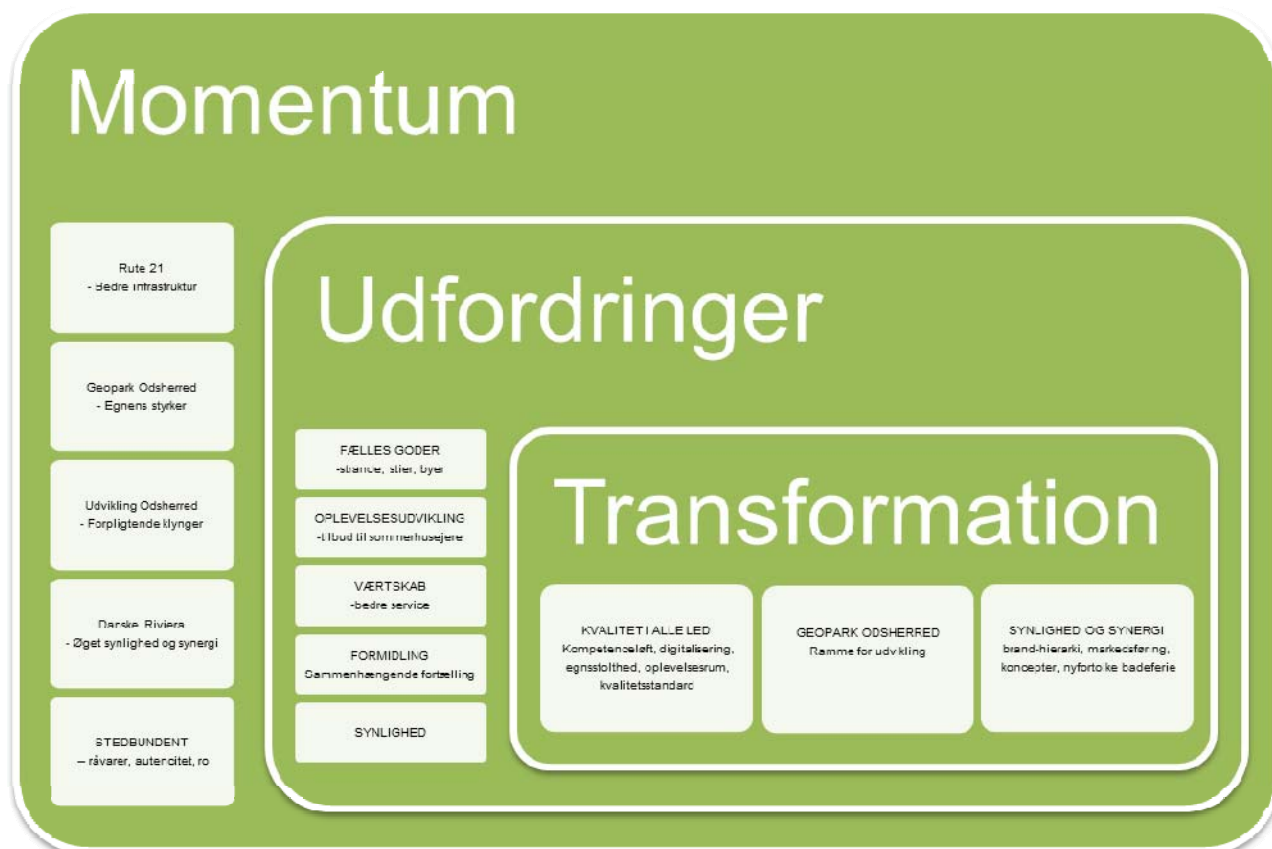 Momentum
Rute 21
- Bedre infrastruktur
Geopark Odsherred
- Egnens styrker
Udvikling Odsherred
- Forpligtende klynger
Danske Riviera
- Øget synlighed og synergi
STEDBUNDENT
– råvarer, autencitet, ro
Udfordringer
FÆLLES GODER
-strande, stier, byer
OPLEVELSESUDVIKLING
-tilbud til sommerhusejere
VÆRTSKAB
-bedre service
FORMIDLING
Sammenhængende fortælling
SYNLIGHED
Transformation
KVALITET I ALLE LED
Kompetenceløft, digitalisering,
egnsstolthed, oplevelsesrum,
kvalitetsstandard
GEOPARK ODSHERRED
Ramme for udvikling
SYNLIGHED OG SYNERGI
brand-hierarki, markedsføring,
koncepter, nyfortolke badeferie